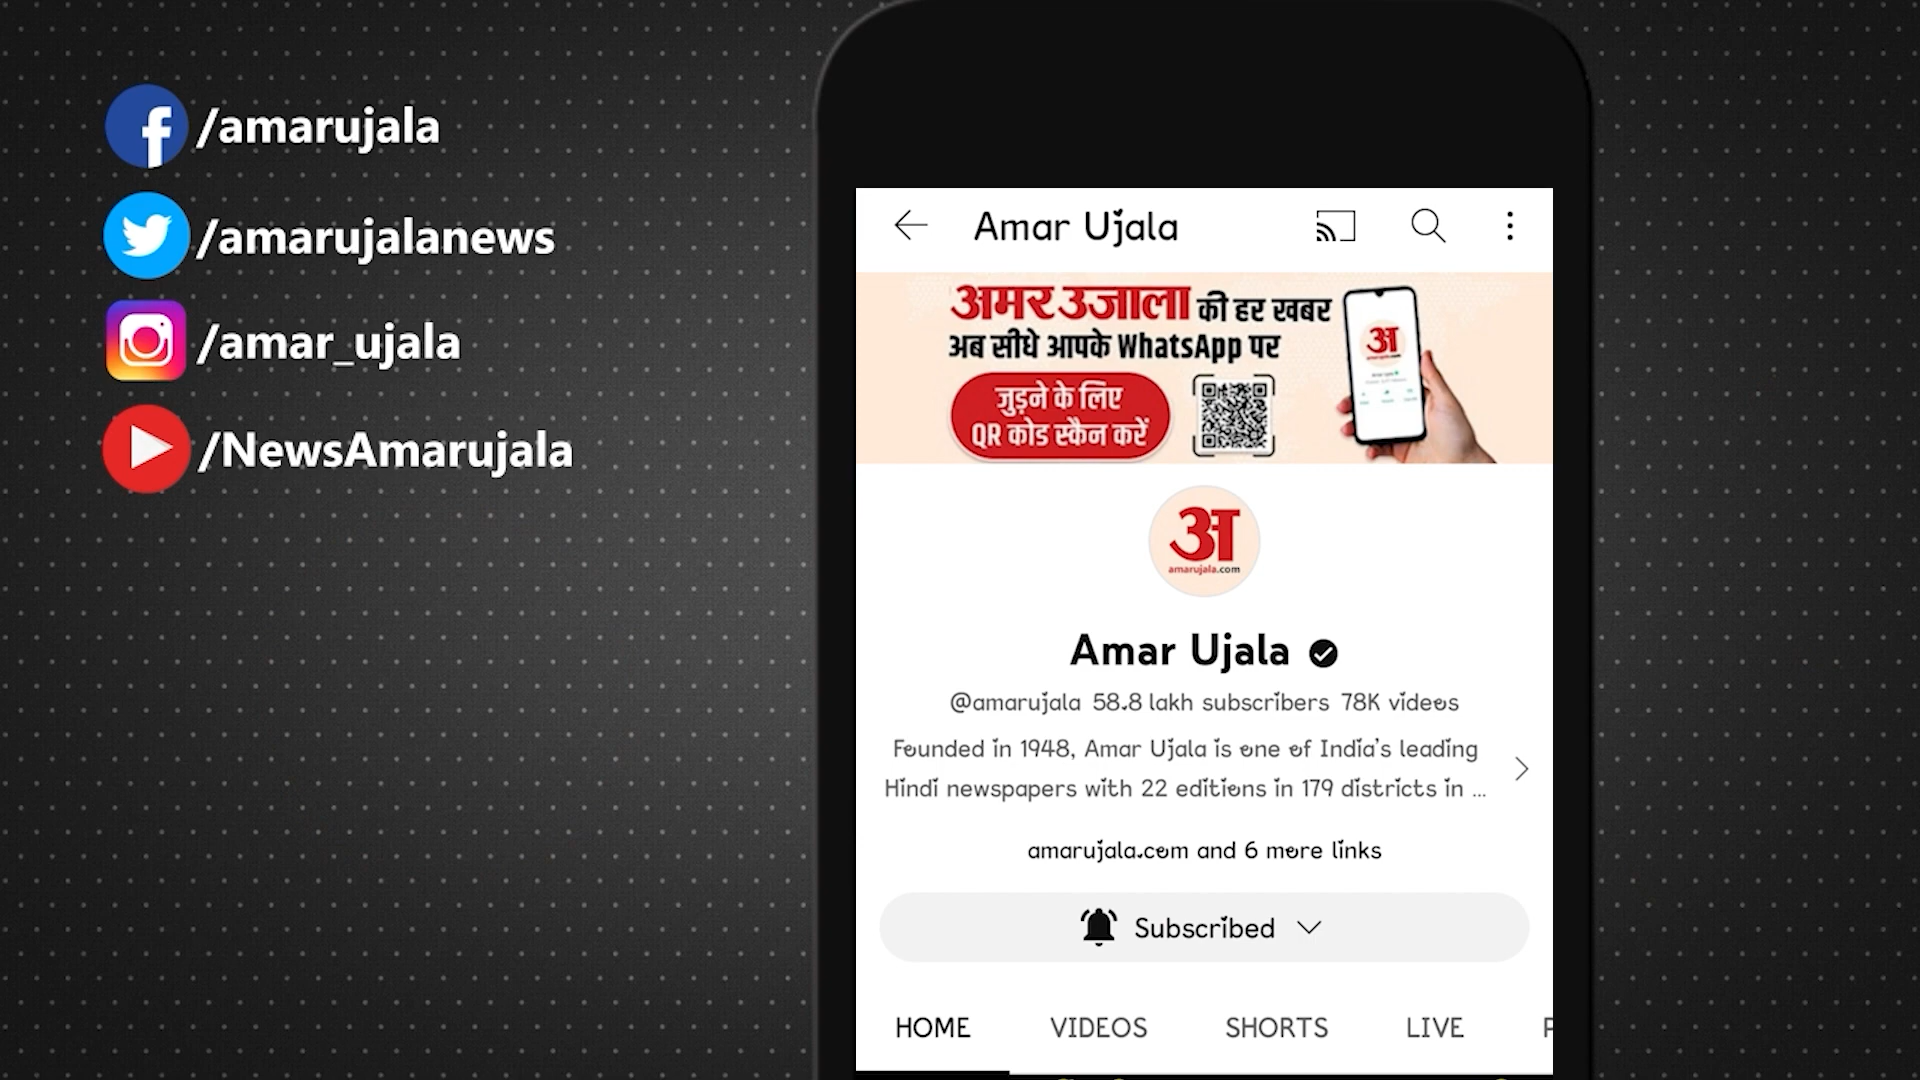 /amarujala
/amarujalanews
/amar_ujala
/NewsAmarujala
Amar Ujala
अमर उजाला की हर खबर
अब सीधे आपके WhatsApp पर
जुड़ने के लिए
QR कोड स्कैन करें
अ
अ
amarujala.com
Amar Ujala
@amarujala 58.8 lakh subscribers 78K videos
Founded in 1948, Amar Ujala is one of India's leading
Hindi newspapers with 22 editions in 179 districts in ...
amarujala.com and 6 more links
Subscribed
HOME VIDEOS SHORTS LIVE